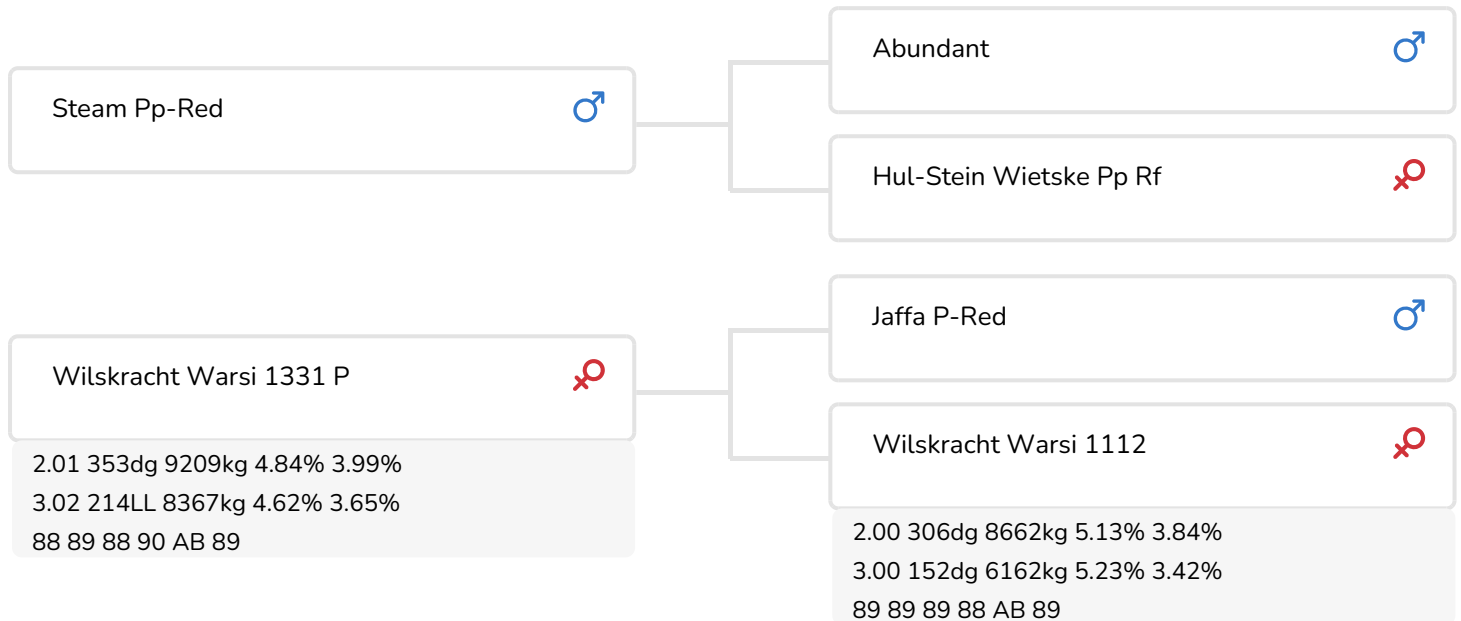 Abundant
Steam Pp-Red
Hul-Stein Wietske Pp Rf
Jaffa P-Red
Wilskracht Warsi 1331 P
2.01 353dg 9209kg 4.84% 3.99%
3.02 214LL 8367kg 4.62% 3.65%
88 89 88 90 AB 89
Wilskracht Warsi 1112
2.00 306dg 8662kg 5.13% 3.84%
3.00 152dg 6162kg 5.23% 3.42%
89 89 89 88 AB 89